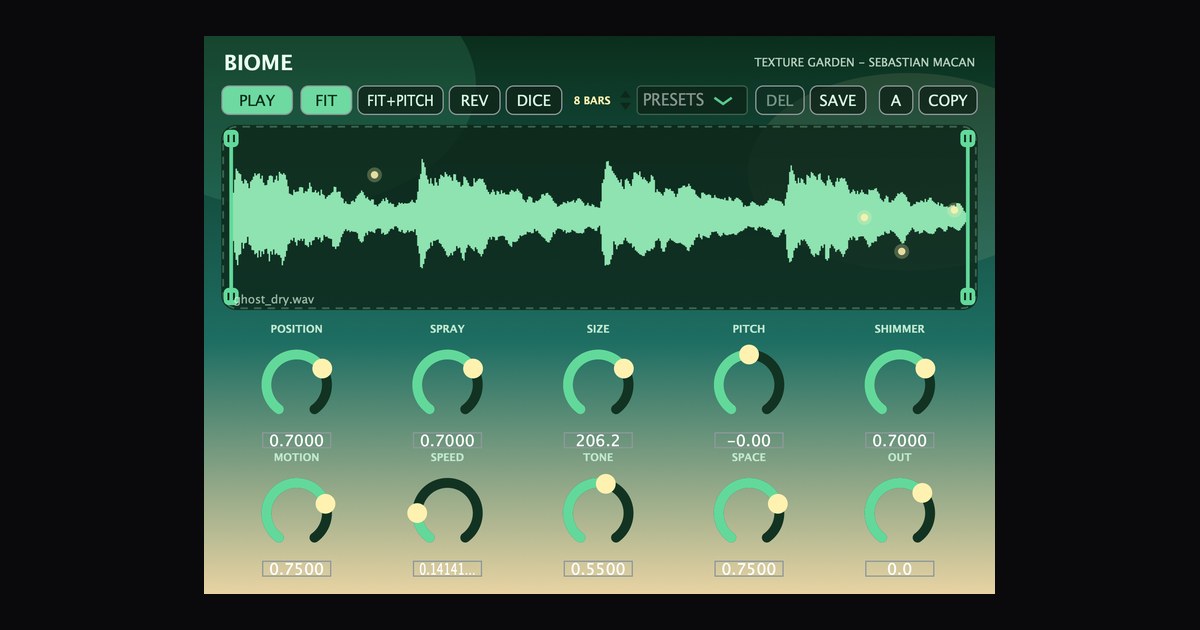 BIOME
TEXTURE GARDEN – SEBASTIAN MACAN
PLAY FIT FIT+PITCH REV DICE 8 BARS PRESETS DEL SAVE A COPY
ghost_dry.wav
POSITION SPRAY SIZE PITCH SHIMMER
0.7000 0.7000 206.2 −0.00 0.7000
MOTION SPEED TONE SPACE OUT
0.7500 0.14141... 0.5500 0.7500 0.0